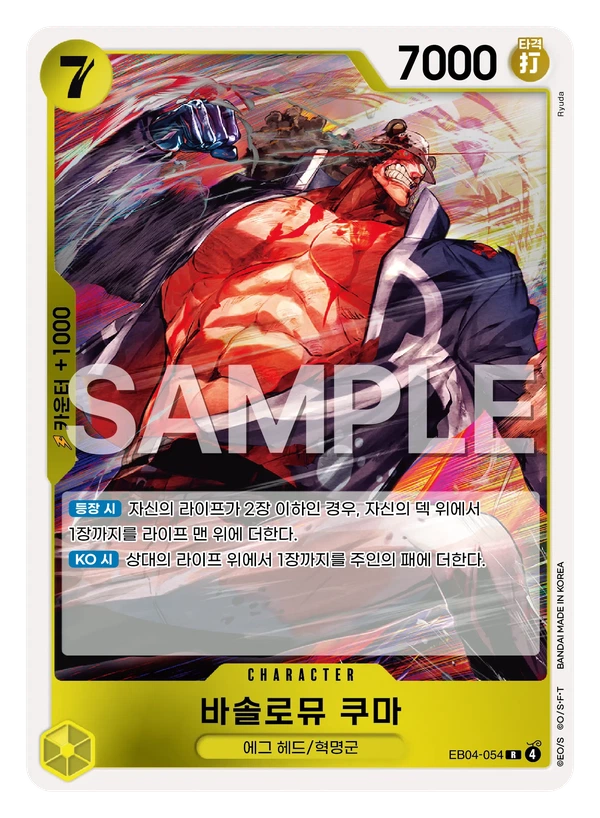 7
7000
타격
打
Ryuda
카운터 +1000
SAMPLE
등장 시 자신의 라이프가 2장 이하인 경우, 자신의 덱 위에서
1장까지를 라이프 맨 위에 더한다.
KO 시 상대의 라이프 위에서 1장까지를 주인의 패에 더한다.
CHARACTER
바솔로뮤 쿠마
에그 헤드/혁명군
EB04-054 R 4
©EO/S ©O/S·F·T BANDAI MADE IN KOREA